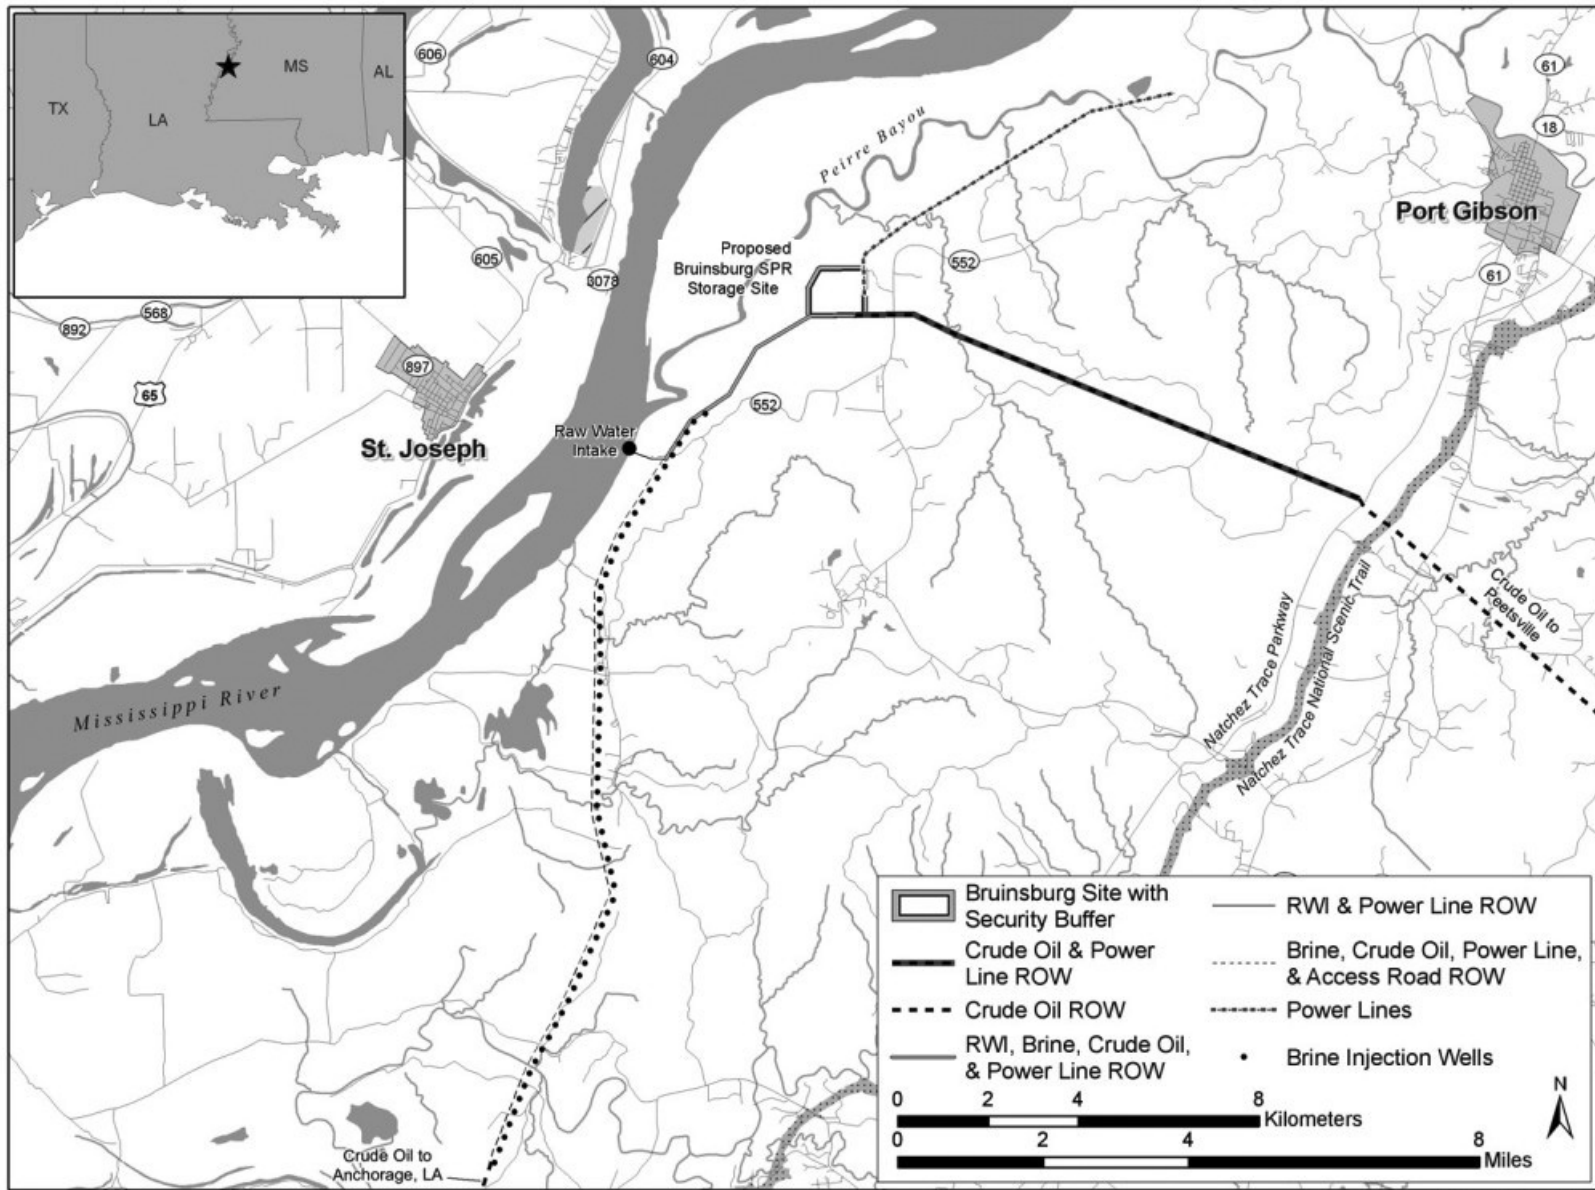 TX
LA
MS
AL
606
604
61
18
Peirre Bayou
Port Gibson
605
3078
Proposed
Bruinsburg SPR
Storage Site
552
61
892
568
897
65
552
St. Joseph
Raw Water
Intake
Crude Oil to
Peetsville
Natchez Trace Parkway
Natchez Trace National Scenic Trail
Mississippi River
Crude Oil to
Anchorage, LA
Bruinsburg Site with
Security Buffer
Crude Oil & Power
Line ROW
Crude Oil ROW
RWI, Brine, Crude Oil,
& Power Line ROW
RWI & Power Line ROW
Brine, Crude Oil, Power Line,
& Access Road ROW
Power Lines
Brine Injection Wells
N
0 2 4 8
Kilometers
0 2 4 8
Miles